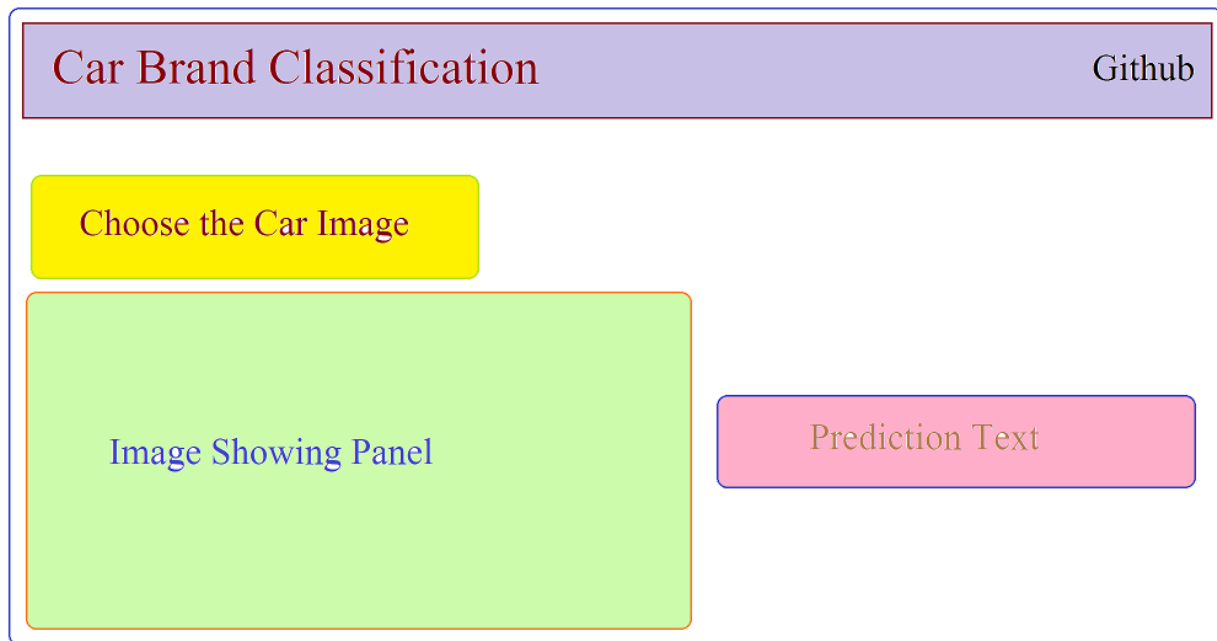 Car Brand Classification
Github
Choose the Car Image
Image Showing Panel
Prediction Text